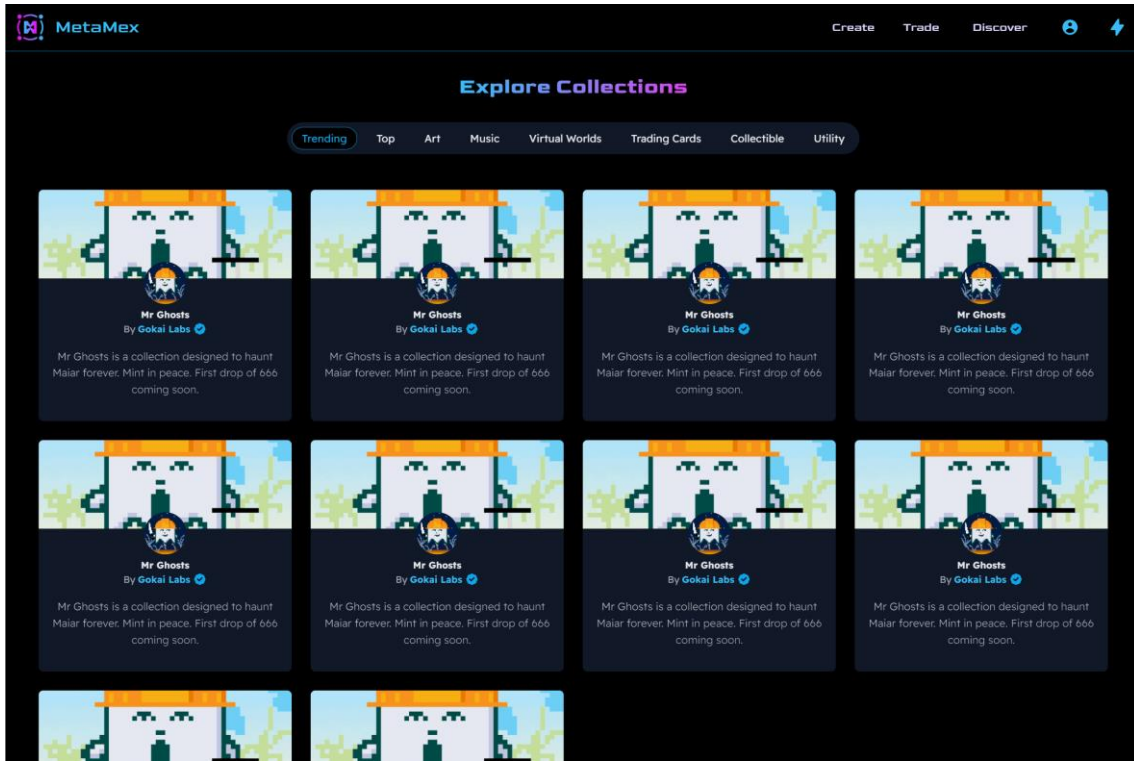 MetaMex
Create Trade Discover
Explore Collections
Trending Top Art Music Virtual Worlds Trading Cards Collectible Utility
Mr Ghosts
By Gokai Labs
Mr Ghosts is a collection designed to haunt
Maiar forever. Mint in peace. First drop of 666
coming soon.
Mr Ghosts
By Gokai Labs
Mr Ghosts is a collection designed to haunt
Maiar forever. Mint in peace. First drop of 666
coming soon.
Mr Ghosts
By Gokai Labs
Mr Ghosts is a collection designed to haunt
Maiar forever. Mint in peace. First drop of 666
coming soon.
Mr Ghosts
By Gokai Labs
Mr Ghosts is a collection designed to haunt
Maiar forever. Mint in peace. First drop of 666
coming soon.
Mr Ghosts
By Gokai Labs
Mr Ghosts is a collection designed to haunt
Maiar forever. Mint in peace. First drop of 666
coming soon.
Mr Ghosts
By Gokai Labs
Mr Ghosts is a collection designed to haunt
Maiar forever. Mint in peace. First drop of 666
coming soon.
Mr Ghosts
By Gokai Labs
Mr Ghosts is a collection designed to haunt
Maiar forever. Mint in peace. First drop of 666
coming soon.
Mr Ghosts
By Gokai Labs
Mr Ghosts is a collection designed to haunt
Maiar forever. Mint in peace. First drop of 666
coming soon.